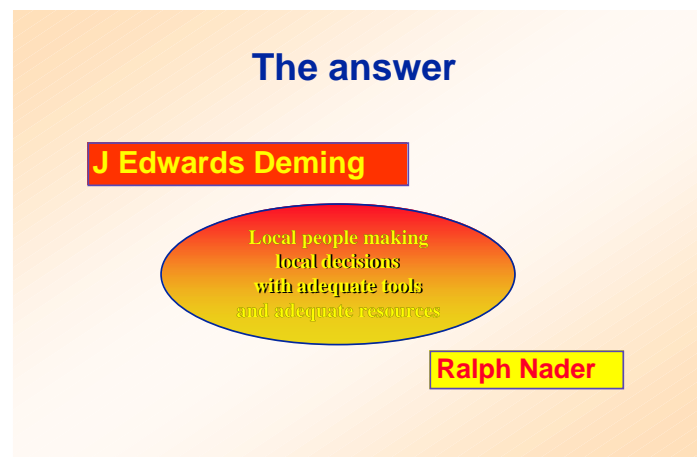 The answer
J Edwards Deming
Local people making
local decisions
with adequate tools
and adequate resources
Ralph Nader